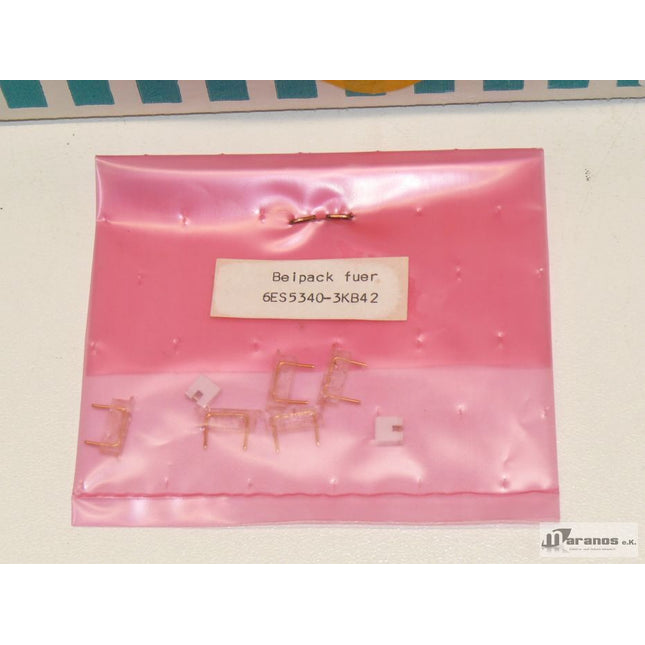 Beipack fuer
6ES5340-3KB42
Maranos e.K.